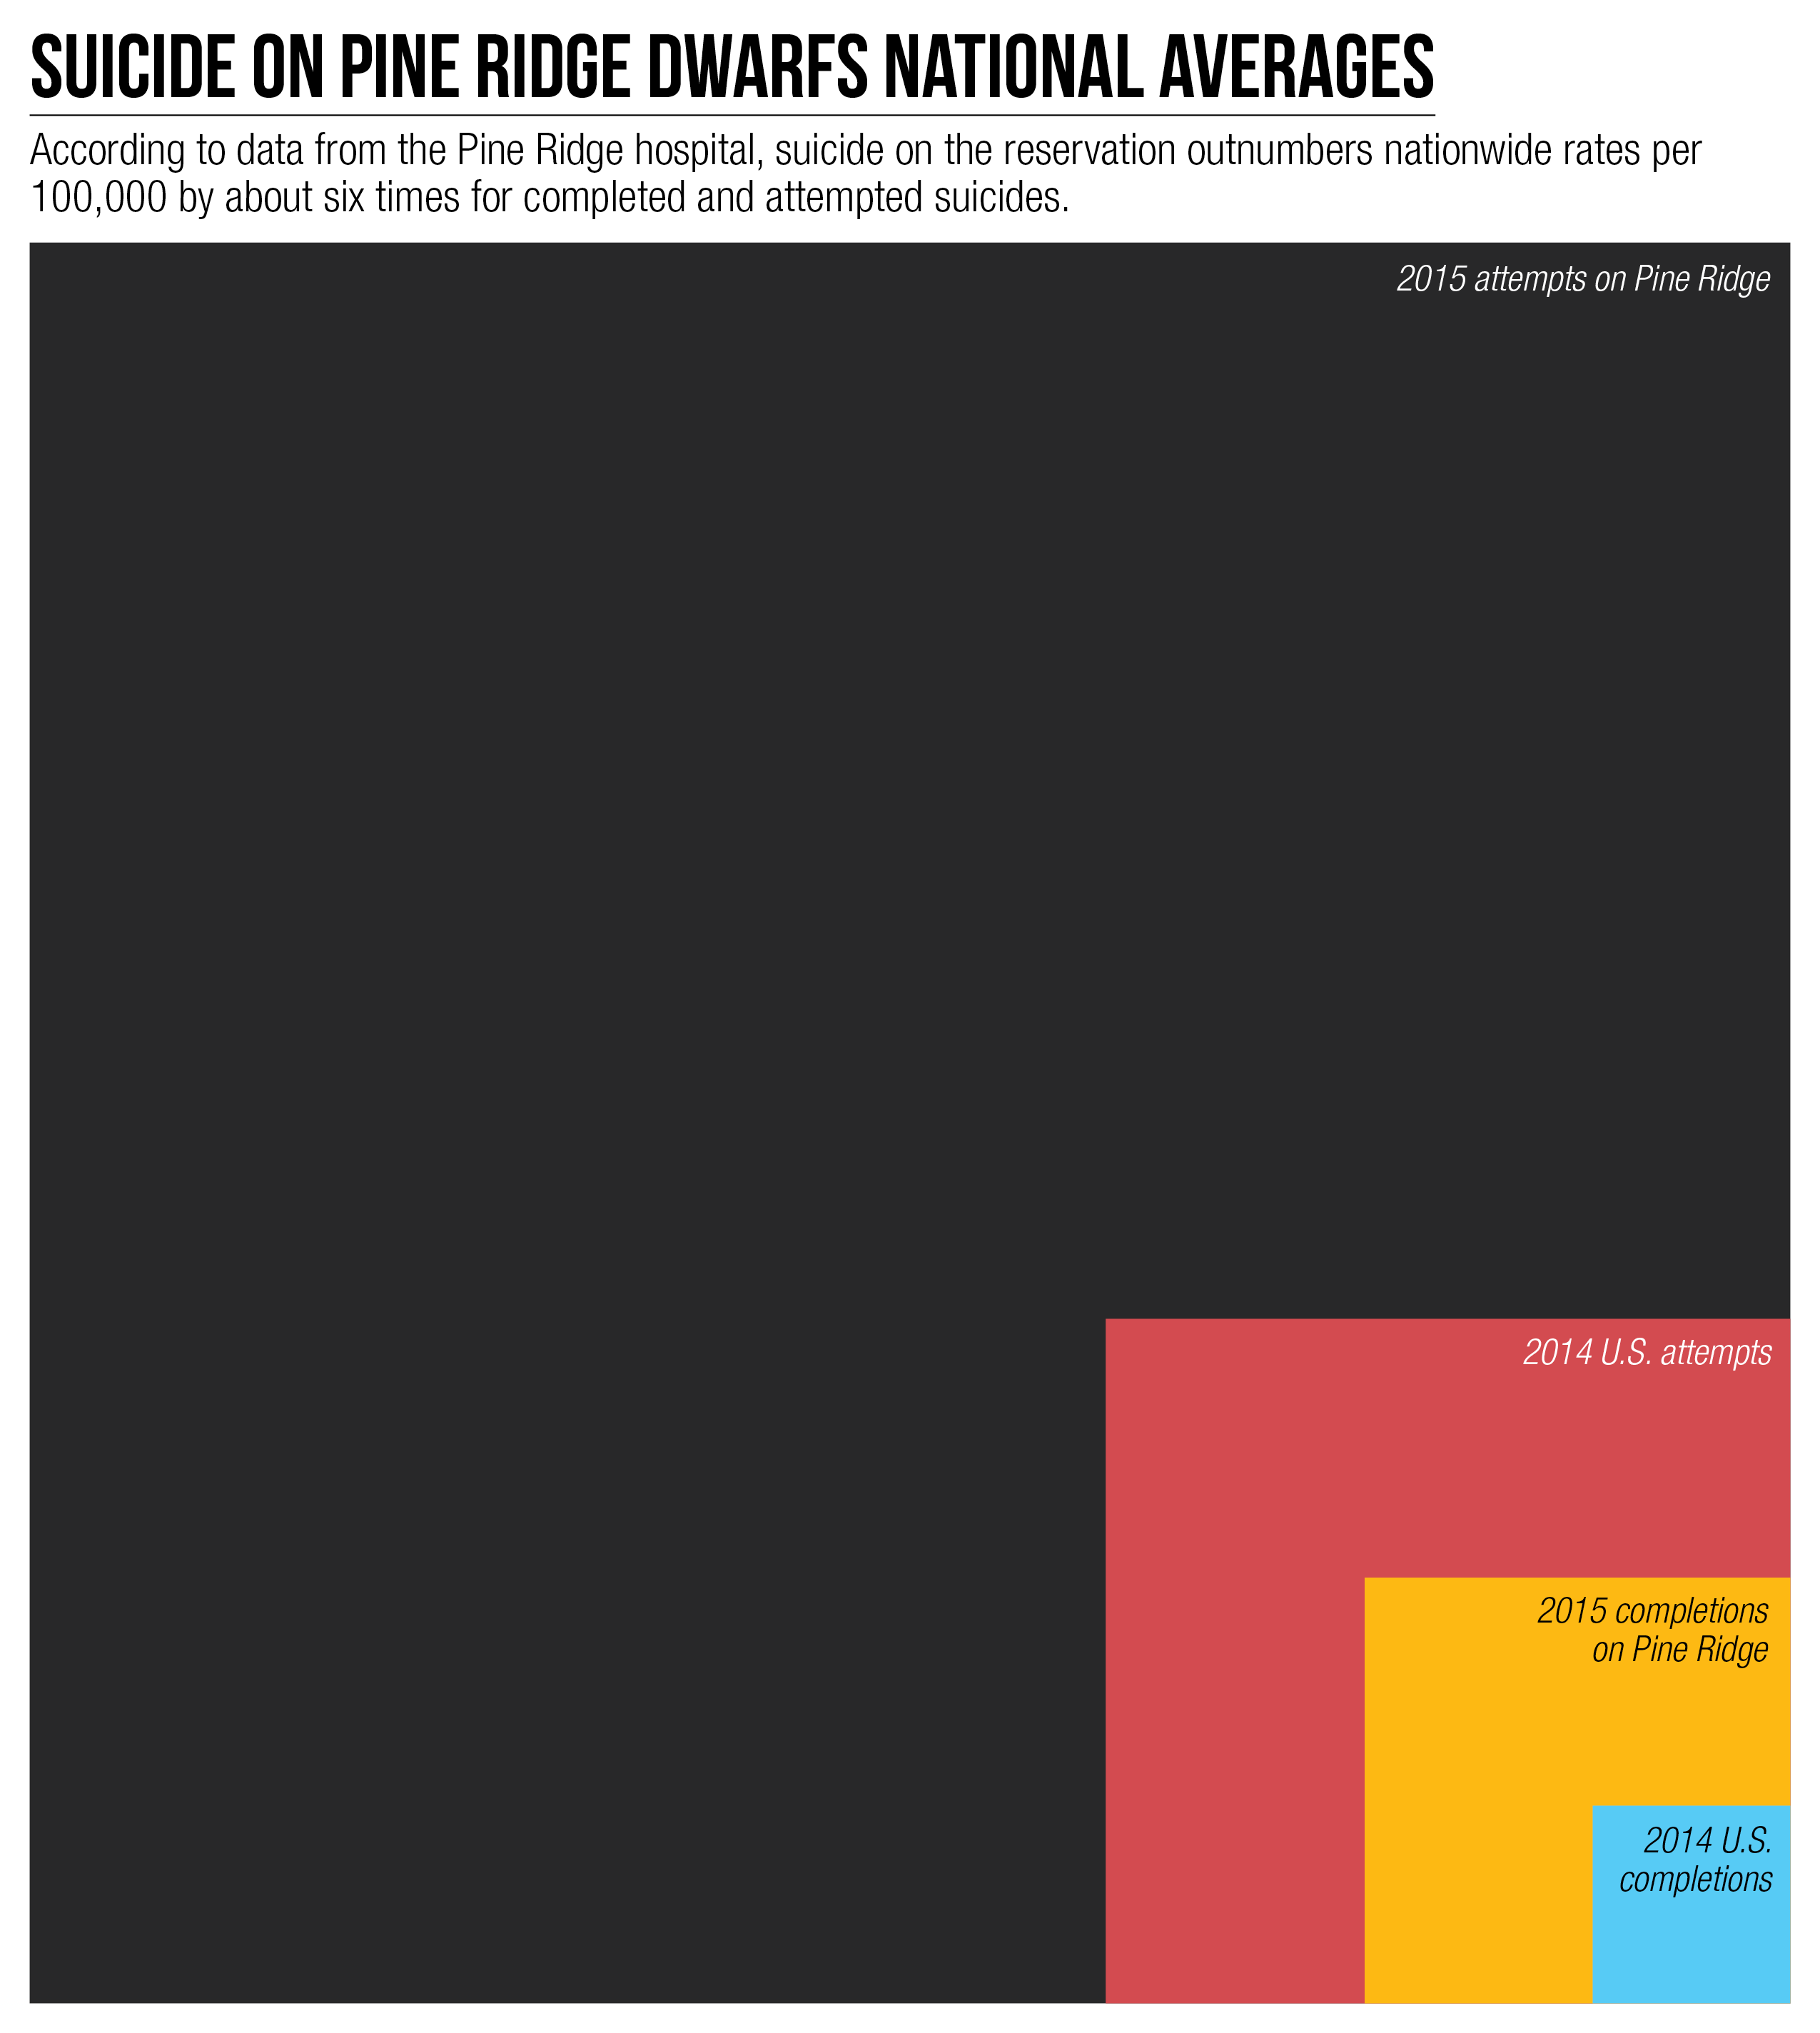 SUICIDE ON PINE RIDGE DWARFS NATIONAL AVERAGES
According to data from the Pine Ridge hospital, suicide on the reservation outnumbers nationwide rates per
100,000 by about six times for completed and attempted suicides.
2015 attempts on Pine Ridge
2014 U.S. attempts
2015 completions
on Pine Ridge
2014 U.S.
completions